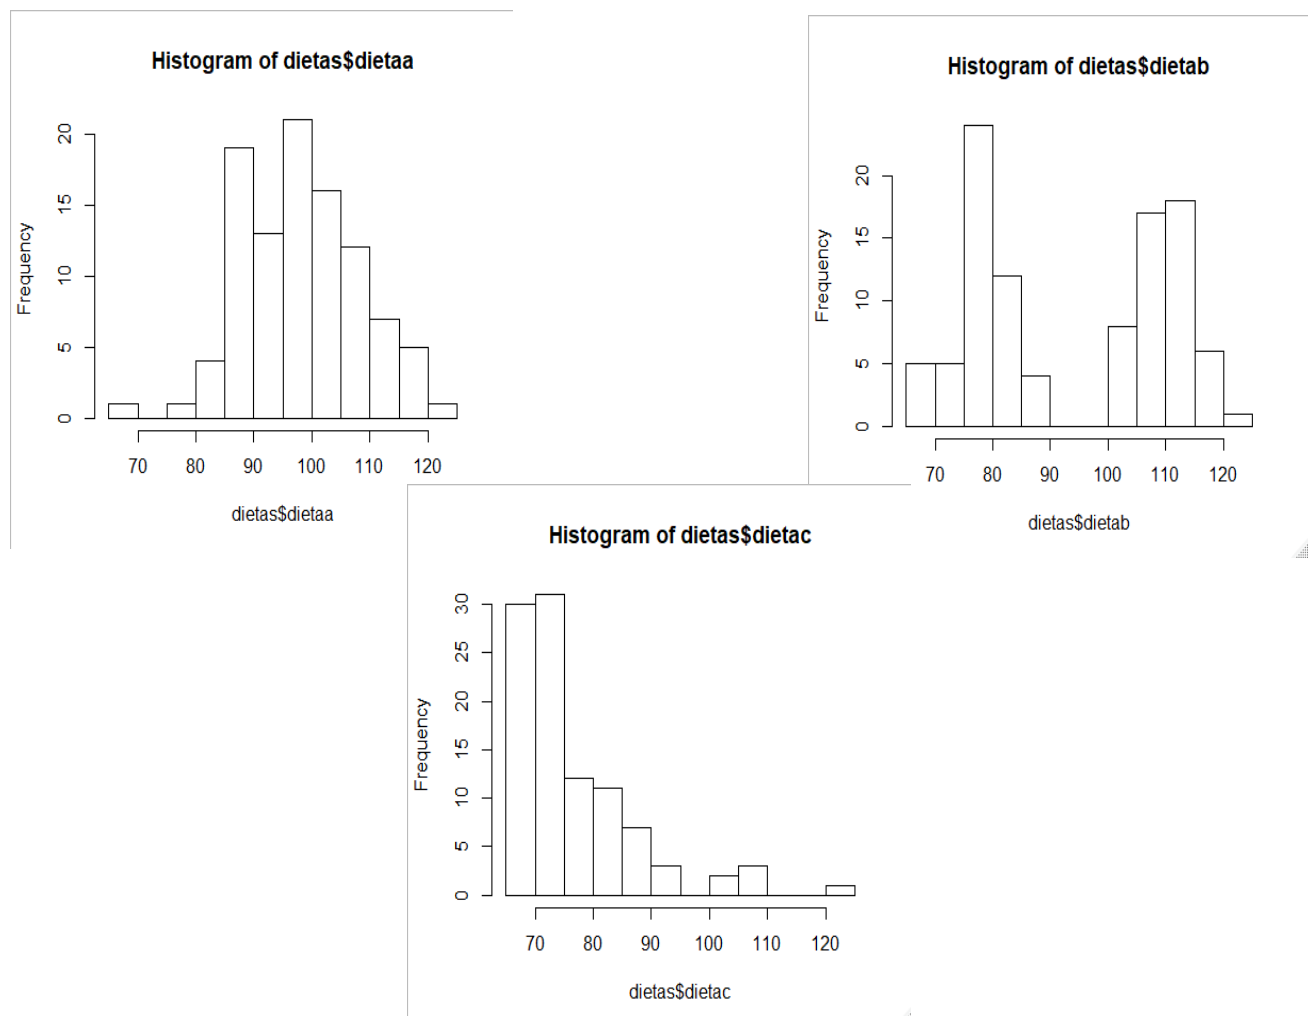 Histogram of dietas$dietaa
Frequency
0
5
10
15
20
70 80 90 100 110 120
dietas$dietaa
Histogram of dietas$dietab
Frequency
0
5
10
15
20
70 80 90 100 110 120
dietas$dietab
Histogram of dietas$dietac
Frequency
0
5
10
15
20
25
30
70 80 90 100 110 120
dietas$dietac